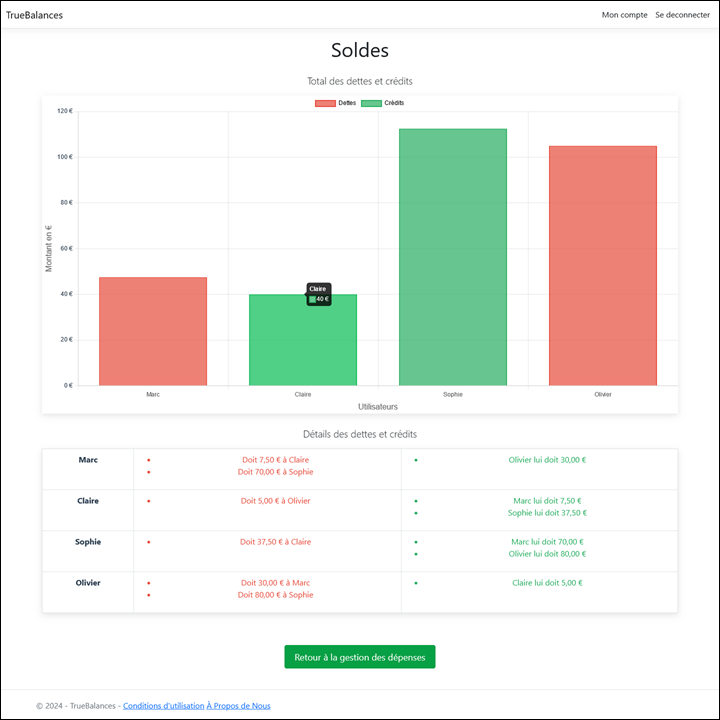 TrueBalances
Mon compte Se deconnecter
Soldes
Total des dettes et crédits
Dettes Crédits
120 €
100 €
80 €
60 €
40 €
20 €
0 €
Montant en €
Claire
40 €
Marc Claire Sophie Olivier
Utilisateurs
Détails des dettes et crédits
Marc
Doit 7,50 € à Claire
Doit 70,00 € à Sophie
Olivier lui doit 30,00 €
Claire
Doit 5,00 € à Olivier
Marc lui doit 7,50 €
Sophie lui doit 37,50 €
Sophie
Doit 37,50 € à Claire
Marc lui doit 70,00 €
Olivier lui doit 80,00 €
Olivier
Doit 30,00 € à Marc
Doit 80,00 € à Sophie
Claire lui doit 5,00 €
Retour à la gestion des dépenses
© 2024 - TrueBalances - Conditions d'utilisation À Propos de Nous